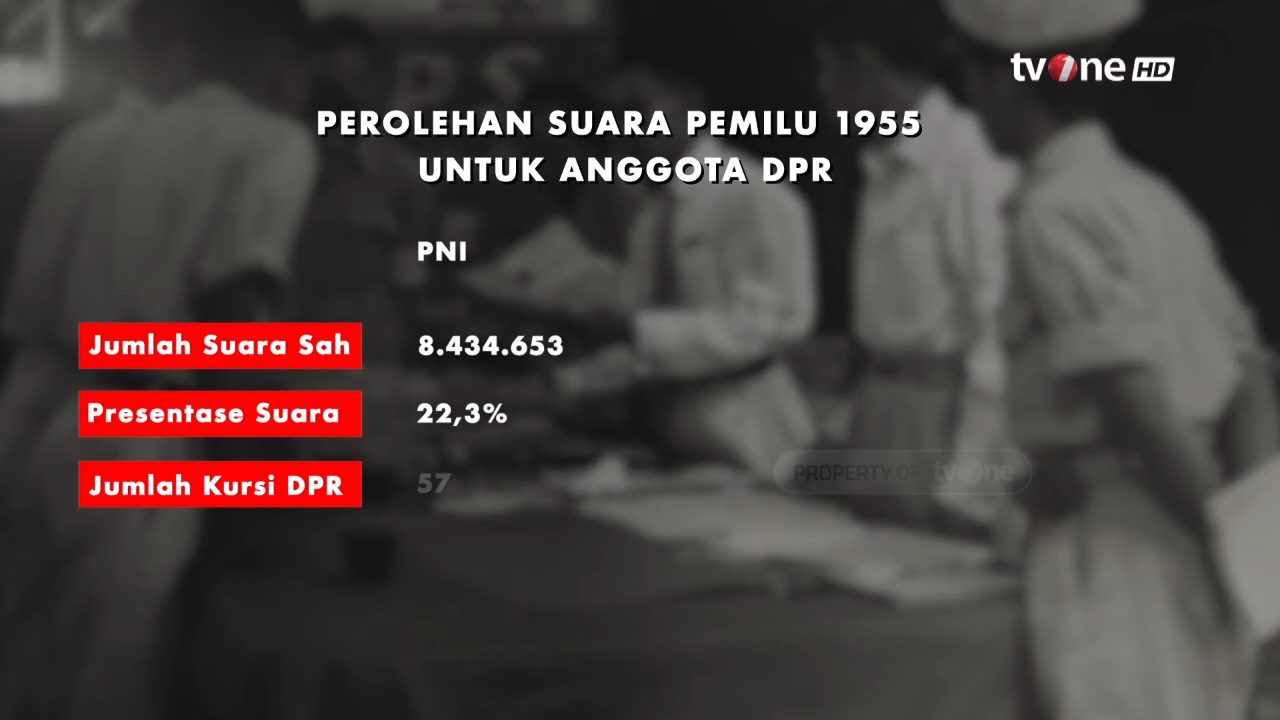 tvOne HD
PEROLEHAN SUARA PEMILU 1955
UNTUK ANGGOTA DPR
PNI
Jumlah Suara Sah 8.434.653
Presentase Suara 22,3%
Jumlah Kursi DPR 57
PROPERTY OF tvOne